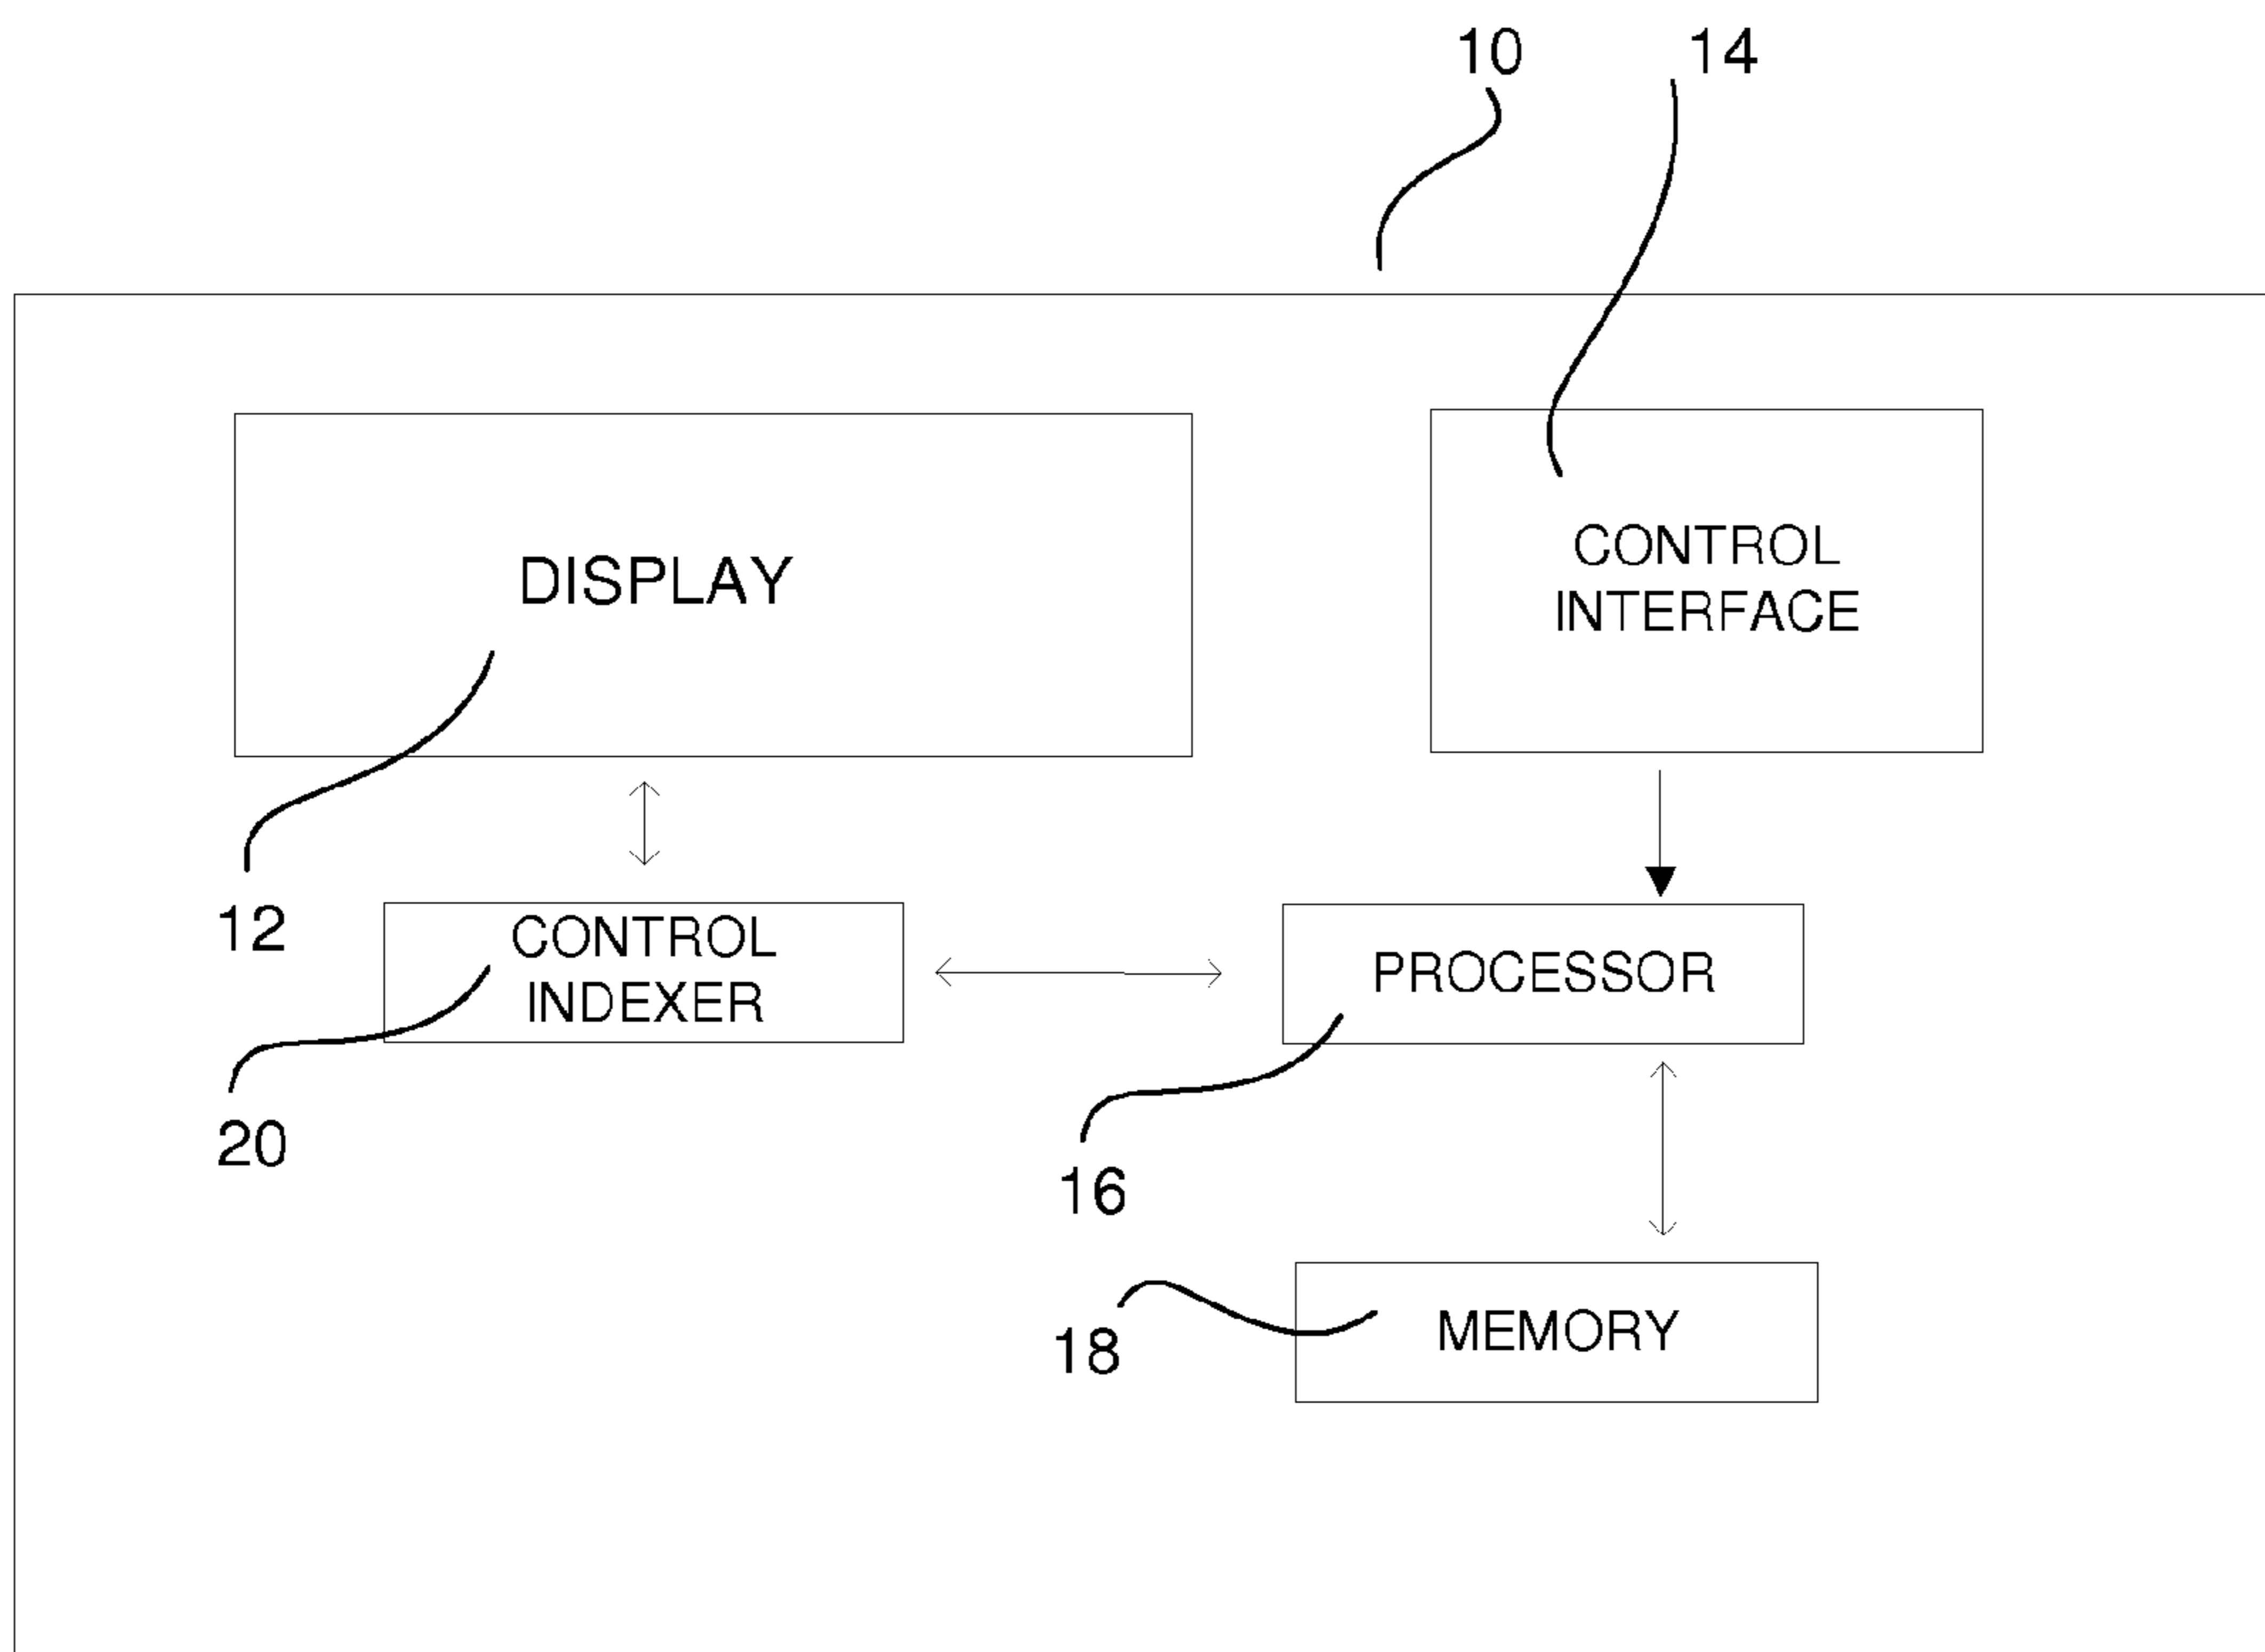 10
14
DISPLAY
CONTROL
INTERFACE
12
CONTROL
INDEXER
PROCESSOR
20
16
18
MEMORY